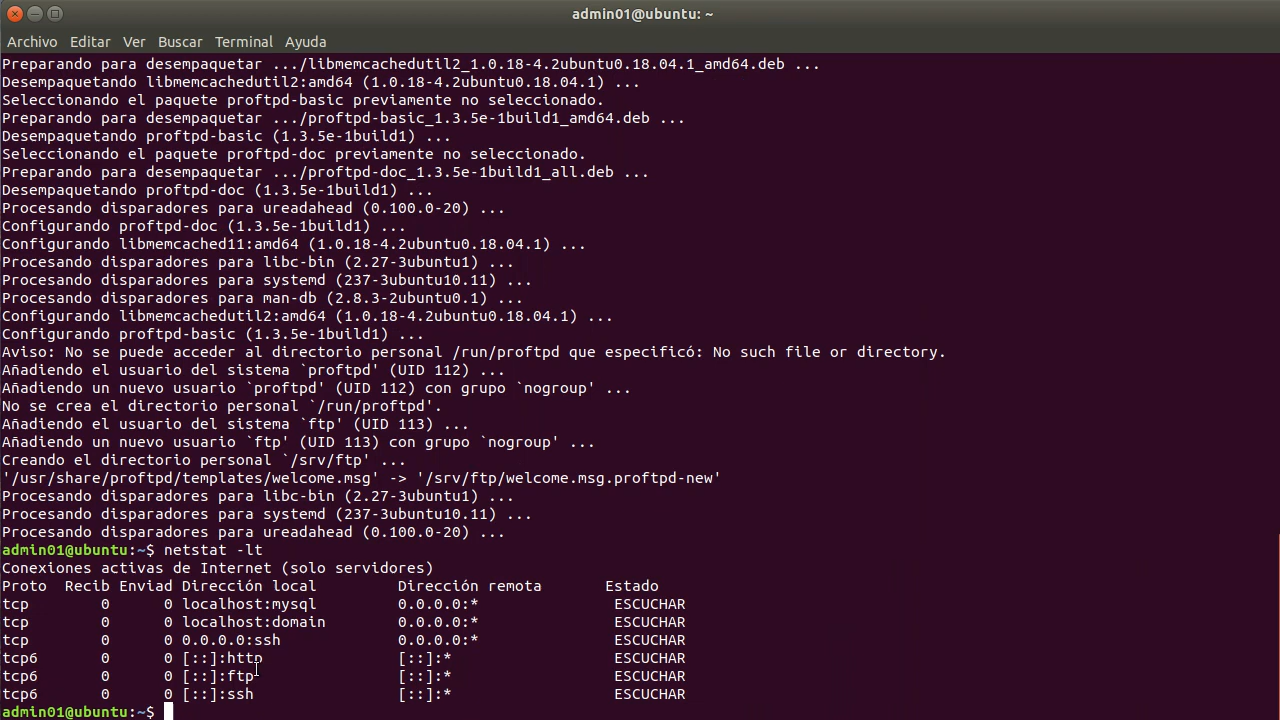 admin01@ubuntu: ~
Archivo Editar Ver Buscar Terminal Ayuda
Preparando para desempaquetar .../libmemcachedutil2_1.0.18-4.2ubuntu0.18.04.1_amd64.deb ...
Desempaquetando libmemcachedutil2:amd64 (1.0.18-4.2ubuntu0.18.04.1) ...
Seleccionando el paquete proftpd-basic previamente no seleccionado.
Preparando para desempaquetar .../proftpd-basic_1.3.5e-1build1_amd64.deb ...
Desempaquetando proftpd-basic (1.3.5e-1build1) ...
Seleccionando el paquete proftpd-doc previamente no seleccionado.
Preparando para desempaquetar .../proftpd-doc_1.3.5e-1build1_all.deb ...
Desempaquetando proftpd-doc (1.3.5e-1build1) ...
Procesando disparadores para ureadahead (0.100.0-20) ...
Configurando proftpd-doc (1.3.5e-1build1) ...
Configurando libmemcached11:amd64 (1.0.18-4.2ubuntu0.18.04.1) ...
Procesando disparadores para libc-bin (2.27-3ubuntu1) ...
Procesando disparadores para systemd (237-3ubuntu10.11) ...
Procesando disparadores para man-db (2.8.3-2ubuntu0.1) ...
Configurando libmemcachedutil2:amd64 (1.0.18-4.2ubuntu0.18.04.1) ...
Configurando proftpd-basic (1.3.5e-1build1) ...
Aviso: No se puede acceder al directorio personal /run/proftpd que especificó: No such file or directory.
Añadiendo el usuario del sistema `proftpd' (UID 112) ...
Añadiendo un nuevo usuario `proftpd' (UID 112) con grupo `nogroup' ...
No se crea el directorio personal `/run/proftpd'.
Añadiendo el usuario del sistema `ftp' (UID 113) ...
Añadiendo un nuevo usuario `ftp' (UID 113) con grupo `nogroup' ...
Creando el directorio personal `/srv/ftp' ...
'/usr/share/proftpd/templates/welcome.msg' -> '/srv/ftp/welcome.msg.proftpd-new'
Procesando disparadores para libc-bin (2.27-3ubuntu1) ...
Procesando disparadores para systemd (237-3ubuntu10.11) ...
Procesando disparadores para ureadahead (0.100.0-20) ...
admin01@ubuntu:~$ netstat -lt
Conexiones activas de Internet (solo servidores)
Proto  Recib Enviad Dirección local         Dirección remota       Estado
tcp        0      0 localhost:mysql         0.0.0.0:*               ESCUCHAR
tcp        0      0 localhost:domain        0.0.0.0:*               ESCUCHAR
tcp        0      0 0.0.0.0:ssh             0.0.0.0:*               ESCUCHAR
tcp6       0      0 [::]:http               [::]:*                  ESCUCHAR
tcp6       0      0 [::]:ftp                [::]:*                  ESCUCHAR
tcp6       0      0 [::]:ssh                [::]:*                  ESCUCHAR
admin01@ubuntu:~$